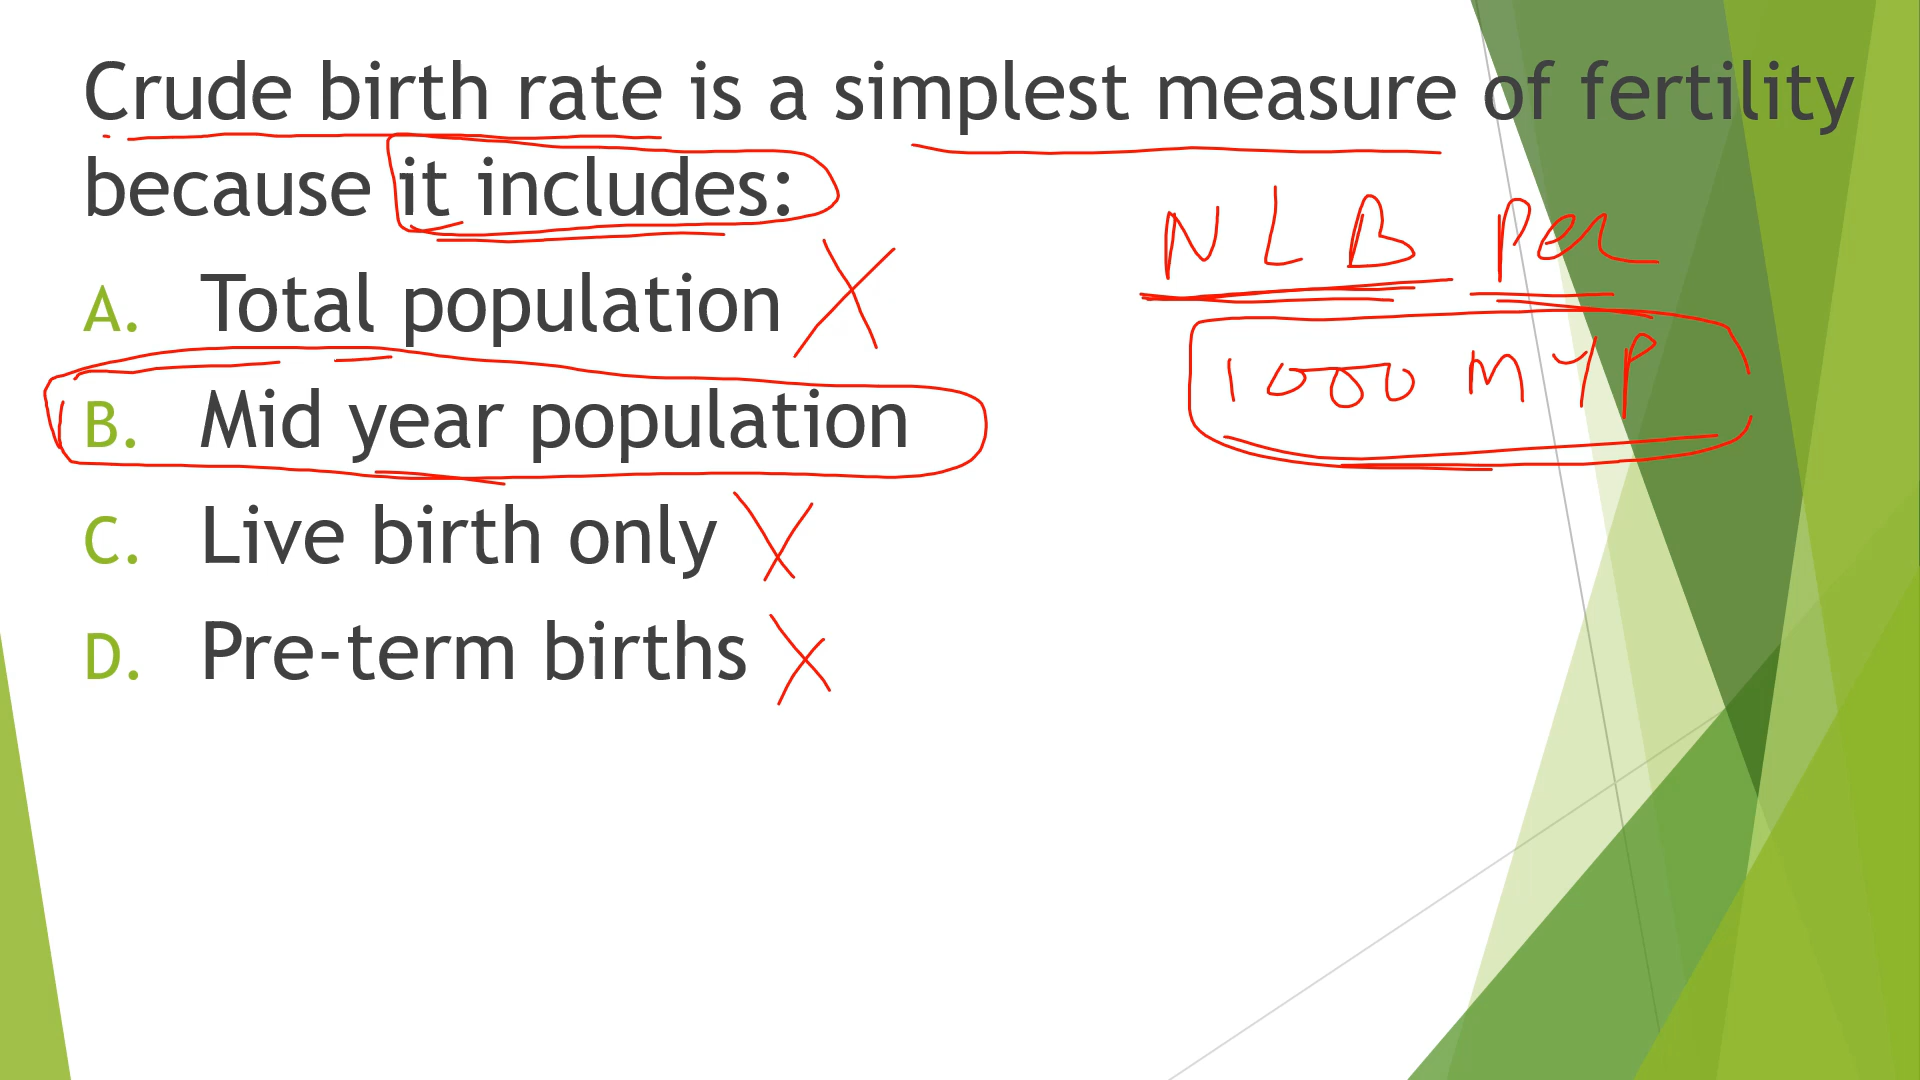 Crude birth rate is a simplest measure of fertility
because it includes:
NLB per
1000 MYP
A. Total population
B. Mid year population
C. Live birth only
D. Pre-term births